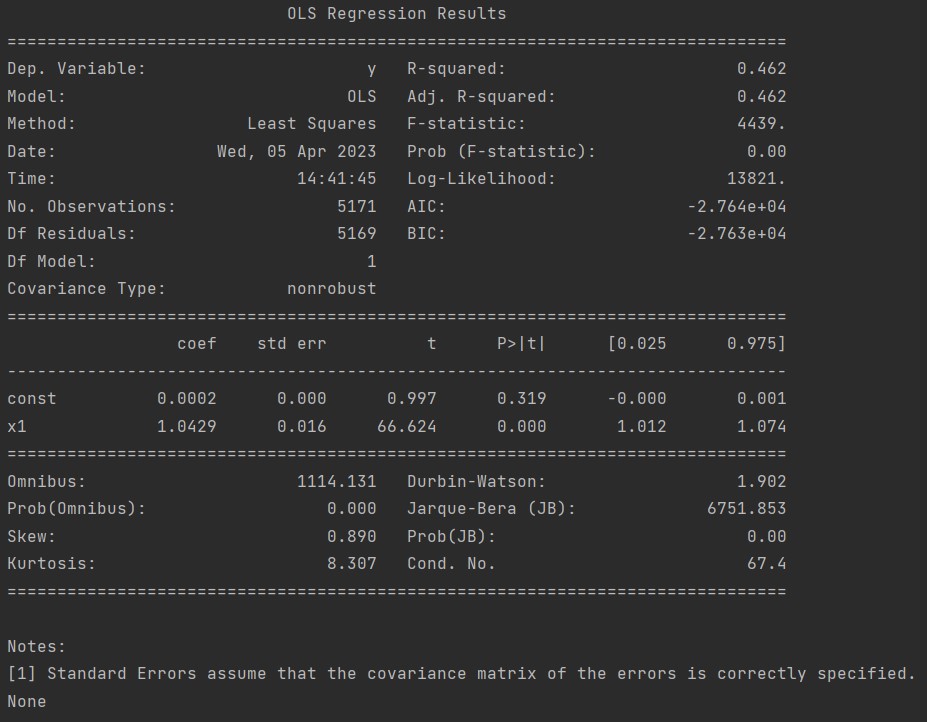 OLS Regression Results
==============================================================================
Dep. Variable:                      y   R-squared:                       0.462
Model:                            OLS   Adj. R-squared:                  0.462
Method:                 Least Squares   F-statistic:                     4439.
Date:                Wed, 05 Apr 2023   Prob (F-statistic):               0.00
Time:                        14:41:45   Log-Likelihood:                 13821.
No. Observations:                5171   AIC:                        -2.764e+04
Df Residuals:                    5169   BIC:                        -2.763e+04
Df Model:                           1
Covariance Type:            nonrobust
==============================================================================
                 coef    std err          t      P>|t|      [0.025      0.975]
------------------------------------------------------------------------------
const          0.0002      0.000      0.997      0.319      -0.000       0.001
x1             1.0429      0.016     66.624      0.000       1.012       1.074
==============================================================================
Omnibus:                     1114.131   Durbin-Watson:                   1.902
Prob(Omnibus):                  0.000   Jarque-Bera (JB):             6751.853
Skew:                           0.890   Prob(JB):                         0.00
Kurtosis:                       8.307   Cond. No.                         67.4
==============================================================================

Notes:
[1] Standard Errors assume that the covariance matrix of the errors is correctly specified.
None